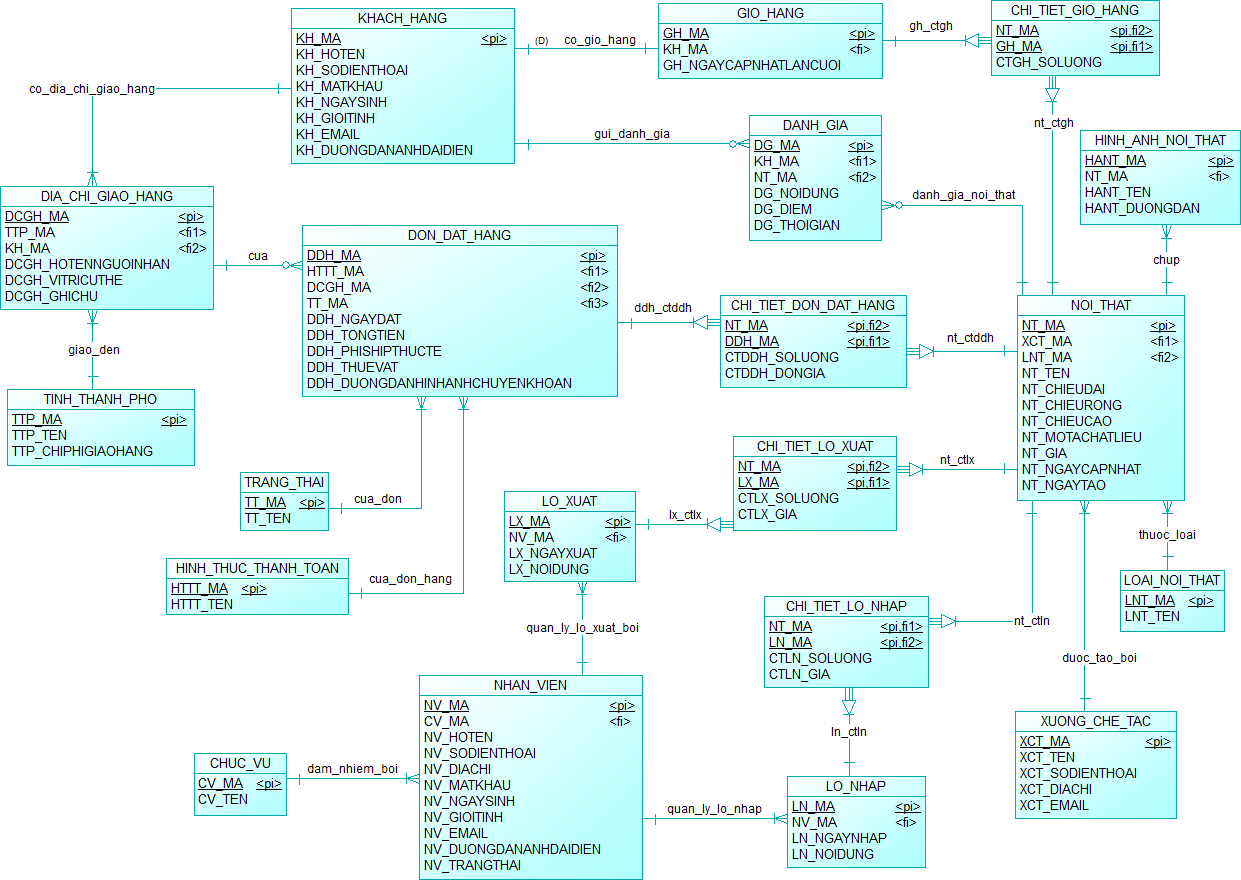 KHACH_HANG
KH_MA <pi>
KH_HOTEN
KH_SODIENTHOAI
KH_MATKHAU
KH_NGAYSINH
KH_GIOITINH
KH_EMAIL
KH_DUONGDANANHDAIDIEN
(D) co_gio_hang
GIO_HANG
GH_MA <pi>
KH_MA <fi>
GH_NGAYCAPNHATLANCUOI
gh_ctgh
CHI_TIET_GIO_HANG
NT_MA <pi,fi2>
GH_MA <pi,fi1>
CTGH_SOLUONG
nt_ctgh
co_dia_chi_giao_hang
gui_danh_gia
DANH_GIA
DG_MA <pi>
KH_MA <fi1>
NT_MA <fi2>
DG_NOIDUNG
DG_DIEM
DG_THOIGIAN
danh_gia_noi_that
HINH_ANH_NOI_THAT
HANT_MA <pi>
NT_MA <fi>
HANT_TEN
HANT_DUONGDAN
chup
DIA_CHI_GIAO_HANG
DCGH_MA <pi>
TTP_MA <fi1>
KH_MA <fi2>
DCGH_HOTENNGUOINHAN
DCGH_VITRICUTHE
DCGH_GHICHU
cua
giao_den
DON_DAT_HANG
DDH_MA <pi>
HTTT_MA <fi1>
DCGH_MA <fi2>
TT_MA <fi3>
DDH_NGAYDAT
DDH_TONGTIEN
DDH_PHISHIPTHUCTE
DDH_THUEVAT
DDH_DUONGDANHINHANHCHUYENKHOAN
ddh_ctddh
CHI_TIET_DON_DAT_HANG
NT_MA <pi,fi2>
DDH_MA <pi,fi1>
CTDDH_SOLUONG
CTDDH_DONGIA
nt_ctddh
NOI_THAT
NT_MA <pi>
XCT_MA <fi1>
LNT_MA <fi2>
NT_TEN
NT_CHIEUDAI
NT_CHIEURONG
NT_CHIEUCAO
NT_MOTACHATLIEU
NT_GIA
NT_NGAYCAPNHAT
NT_NGAYTAO
TINH_THANH_PHO
TTP_MA <pi>
TTP_TEN
TTP_CHIPHIGIAOHANG
TRANG_THAI
TT_MA <pi>
TT_TEN
cua_don
HINH_THUC_THANH_TOAN
HTTT_MA <pi>
HTTT_TEN
cua_don_hang
CHI_TIET_LO_XUAT
NT_MA <pi,fi2>
LX_MA <pi,fi1>
CTLX_SOLUONG
CTLX_GIA
nt_ctlx
LO_XUAT
LX_MA <pi>
NV_MA <fi>
LX_NGAYXUAT
LX_NOIDUNG
lx_ctlx
thuoc_loai
LOAI_NOI_THAT
LNT_MA <pi>
LNT_TEN
quan_ly_lo_xuat_boi
CHI_TIET_LO_NHAP
NT_MA <pi,fi1>
LN_MA <pi,fi2>
CTLN_SOLUONG
CTLN_GIA
nt_ctln
duoc_tao_boi
NHAN_VIEN
NV_MA <pi>
CV_MA <fi>
NV_HOTEN
NV_SODIENTHOAI
NV_DIACHI
NV_MATKHAU
NV_NGAYSINH
NV_GIOITINH
NV_EMAIL
NV_DUONGDANANHDAIDIEN
NV_TRANGTHAI
ln_ctln
XUONG_CHE_TAC
XCT_MA <pi>
XCT_TEN
XCT_SODIENTHOAI
XCT_DIACHI
XCT_EMAIL
CHUC_VU
CV_MA <pi>
CV_TEN
dam_nhiem_boi
quan_ly_lo_nhap
LO_NHAP
LN_MA <pi>
NV_MA <fi>
LN_NGAYNHAP
LN_NOIDUNG